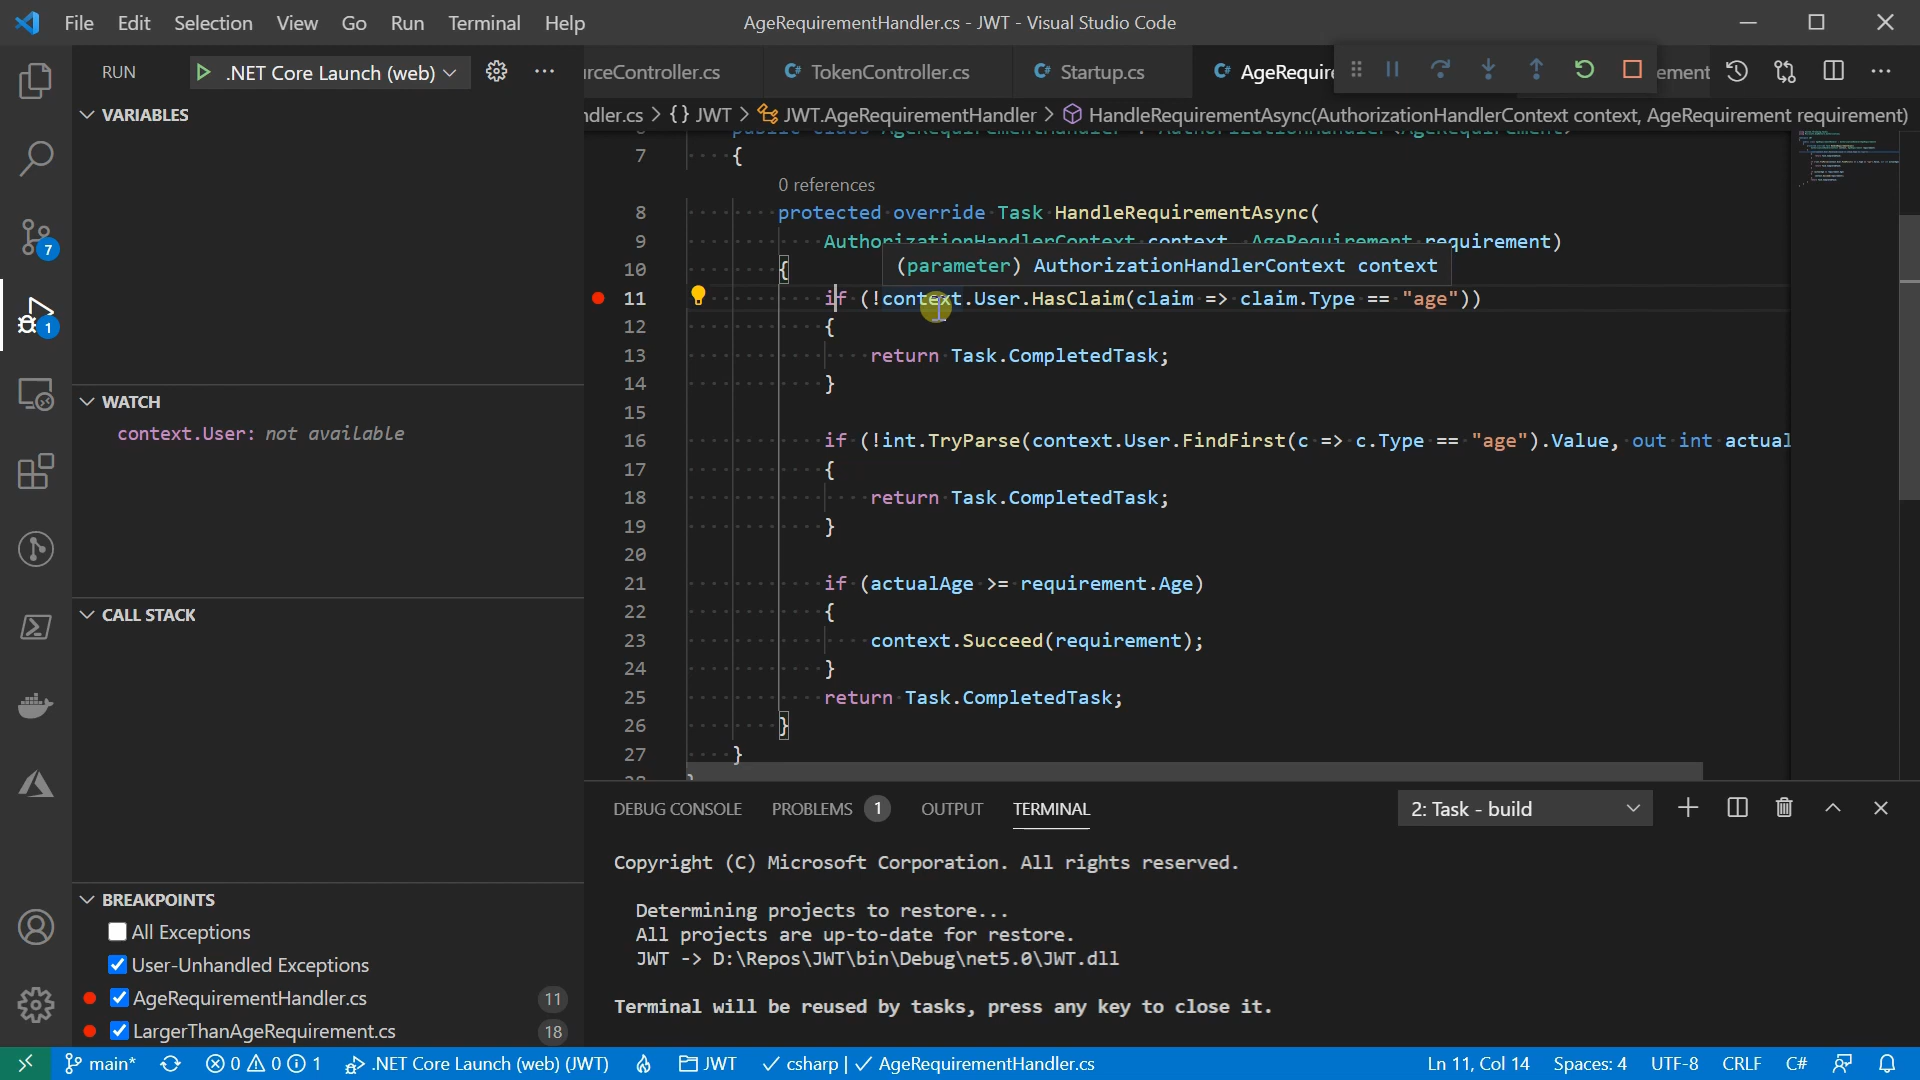 File Edit Selection View Go Run Terminal Help
AgeRequirementHandler.cs - JWT - Visual Studio Code
RUN
.NET Core Launch (web)
rceController.cs
C# TokenController.cs
C# Startup.cs
C# AgeRequire
ement
VARIABLES
WATCH
context.User: not available
CALL STACK
BREAKPOINTS
All Exceptions
User-Unhandled Exceptions
AgeRequirementHandler.cs 11
LargerThanAgeRequirement.cs 18
7
1
ndler.cs > {} JWT > JWT.AgeRequirementHandler > HandleRequirementAsync(AuthorizationHandlerContext context, AgeRequirement requirement)
7 {
0 references
8 protected override Task HandleRequirementAsync(
9 AuthorizationHandlerContext context, AgeRequirement requirement)
10 {
(parameter) AuthorizationHandlerContext context
11 if (!context.User.HasClaim(claim => claim.Type == "age"))
12 {
13 return Task.CompletedTask;
14 }
15
16 if (!int.TryParse(context.User.FindFirst(c => c.Type == "age").Value, out int actual
17 {
18 return Task.CompletedTask;
19 }
20
21 if (actualAge >= requirement.Age)
22 {
23 context.Succeed(requirement);
24 }
25 return Task.CompletedTask;
26 }
27 }
DEBUG CONSOLE PROBLEMS 1 OUTPUT TERMINAL
2: Task - build
Copyright (C) Microsoft Corporation. All rights reserved.
Determining projects to restore...
All projects are up-to-date for restore.
JWT -> D:\Repos\JWT\bin\Debug\net5.0\JWT.dll
Terminal will be reused by tasks, press any key to close it.
main* 0 0 1 .NET Core Launch (web) (JWT) JWT csharp | AgeRequirementHandler.cs Ln 11, Col 14 Spaces: 4 UTF-8 CRLF C#